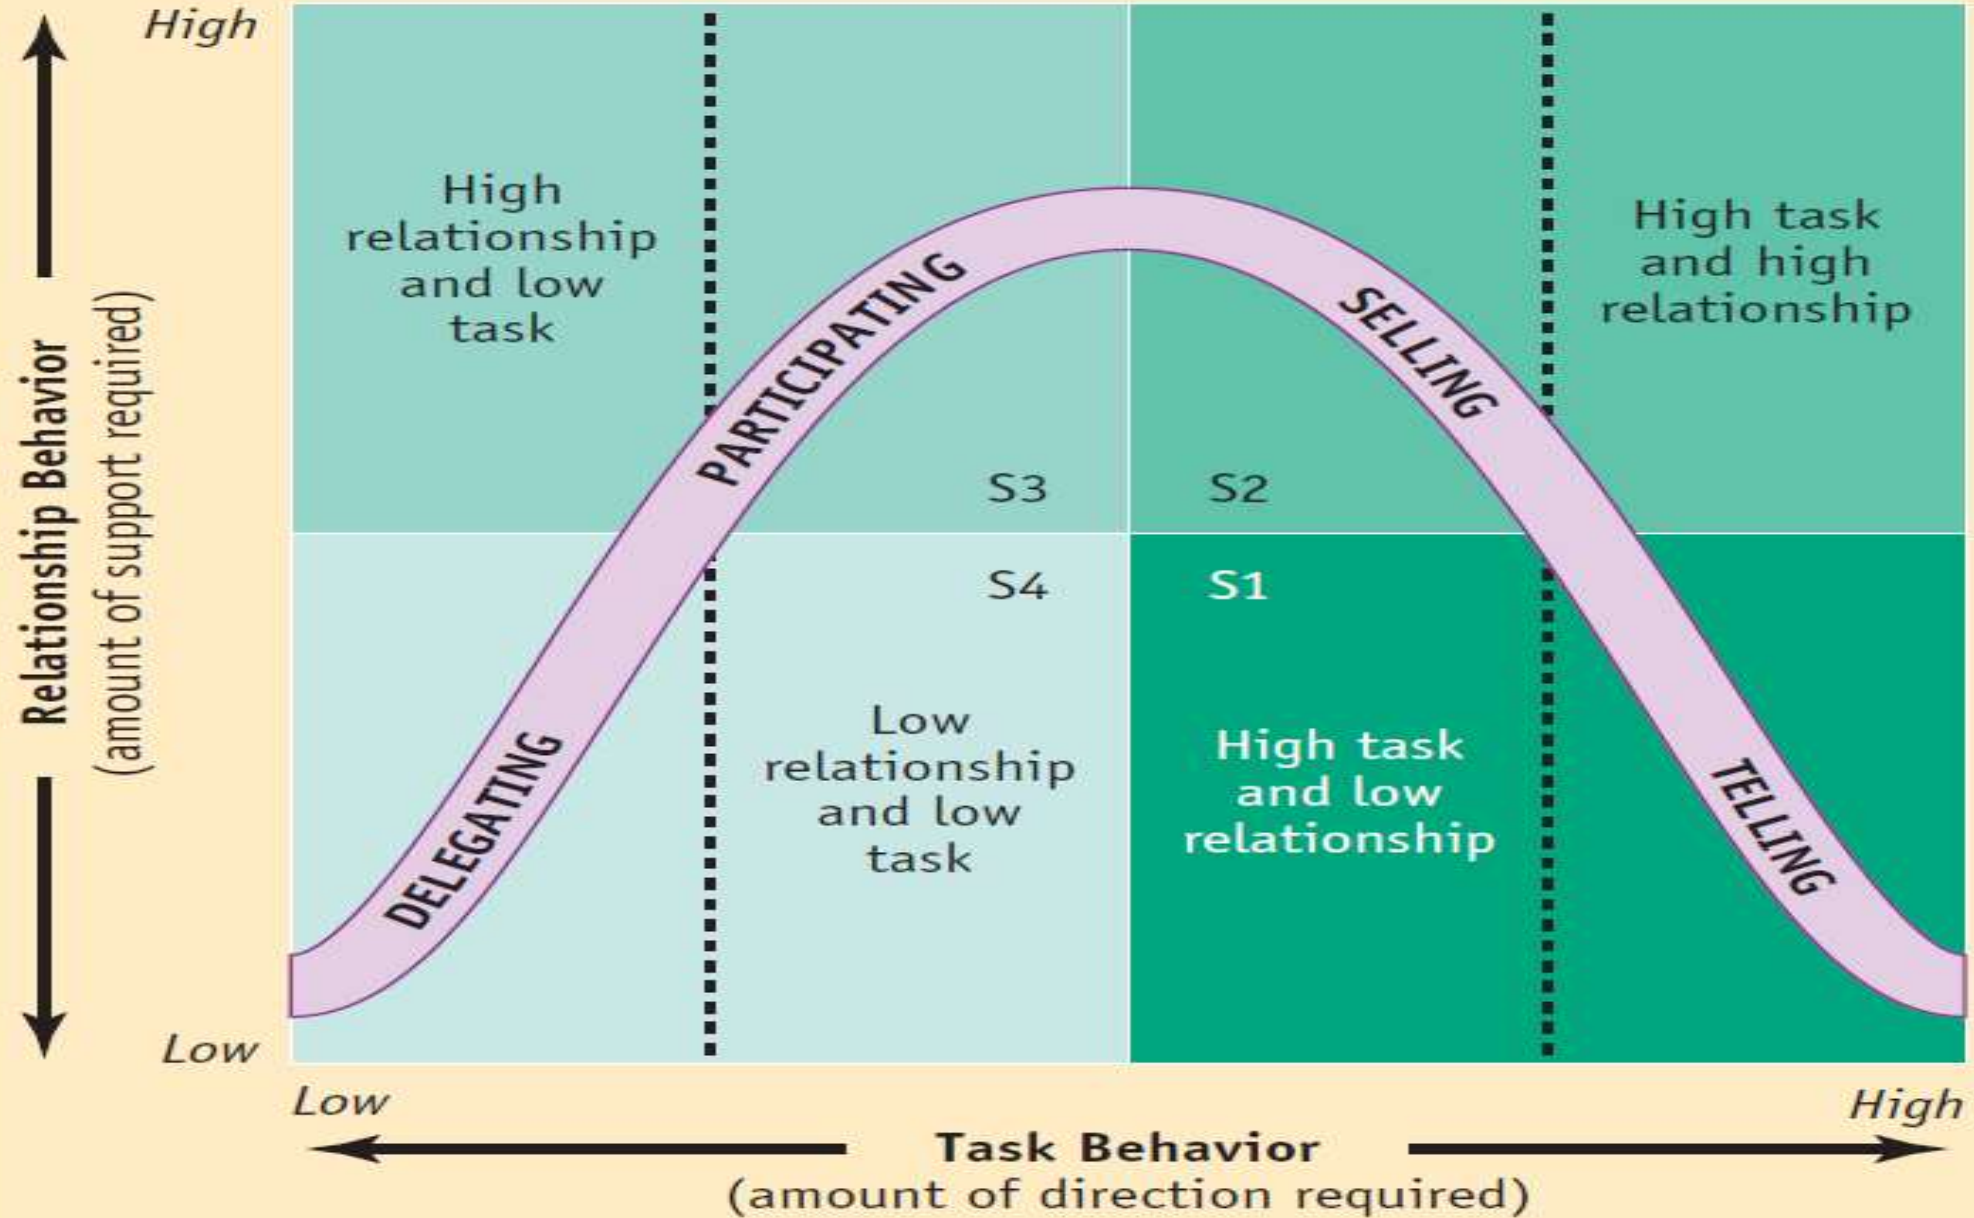 High
High
relationship
and low
task
High task
and high
relationship
PARTICIPATING
SELLING
S3
S2
Relationship Behavior
(amount of support required)
S4
S1
Low
relationship
and low
task
High task
and low
relationship
DELEGATING
TELLING
Low
Low
High
Task Behavior
(amount of direction required)